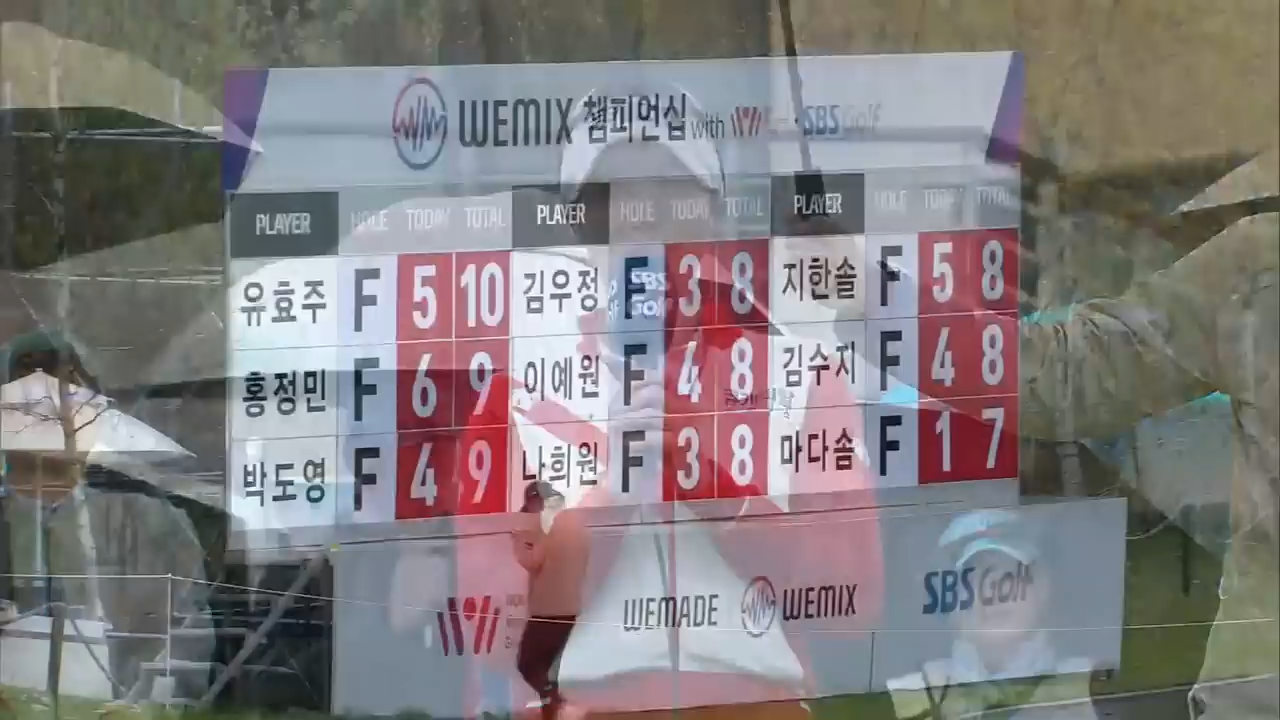 WEMIX 챔피언십 with SBS Golf
PLAYER HOLE TODAY TOTAL PLAYER HOLE TODAY TOTAL PLAYER HOLE TODAY TOTAL
유효주 F 5 10 김우정 F 3 8 지한솔 F 5 8
홍정민 F 6 9 이예원 F 4 8 김수지 F 4 8
박도영 F 4 9 나희원 F 3 8 마다솜 F 1 7
SBS
GOLF
WEMADE WEMIX SBS Golf